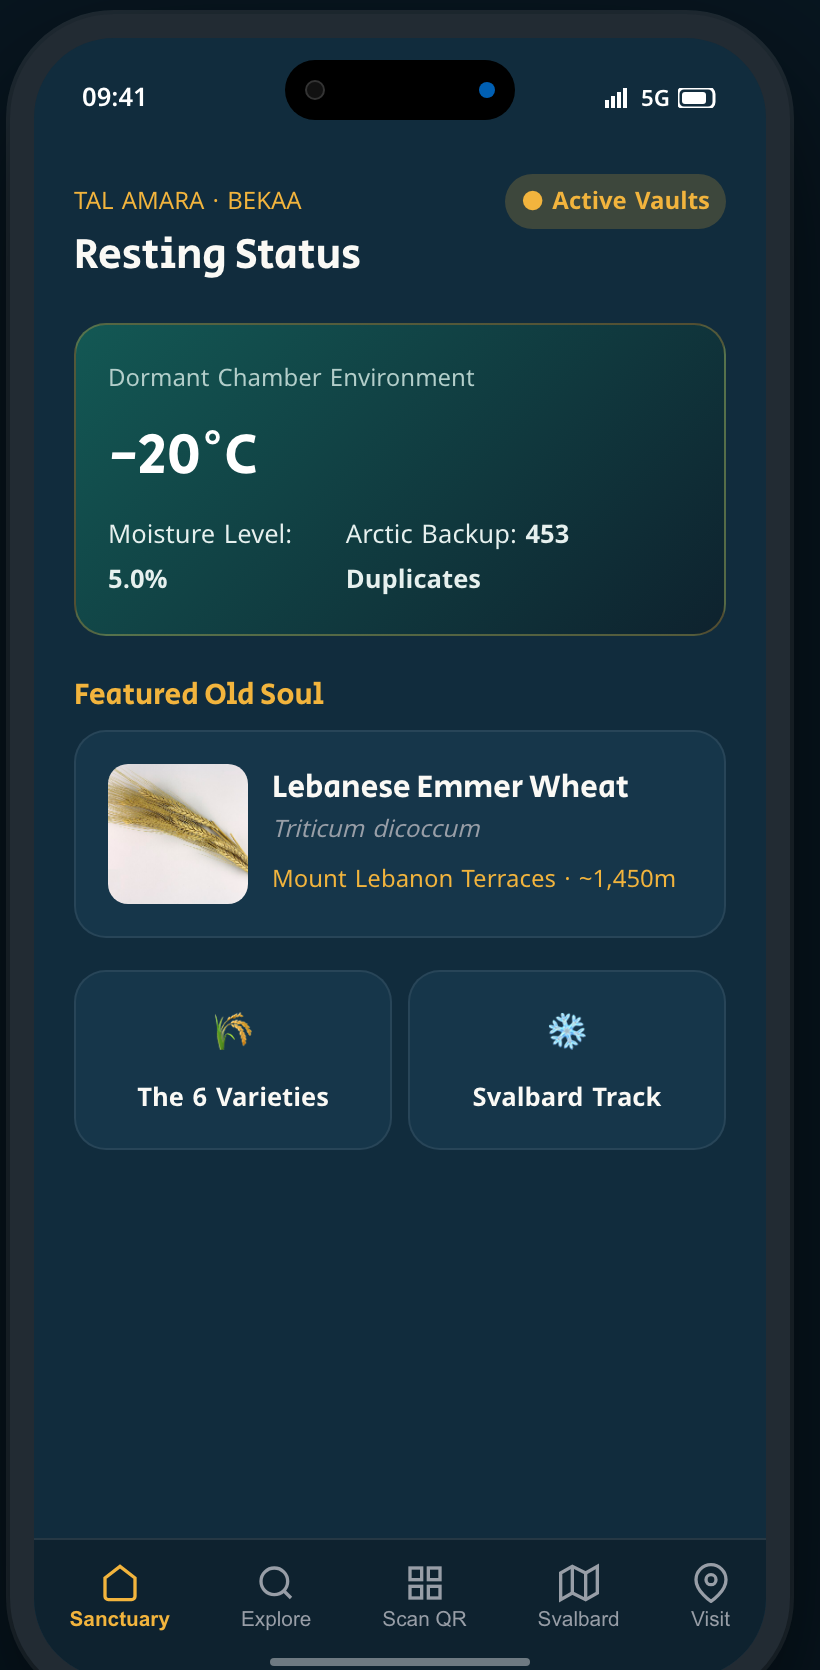 09:41
5G
TAL AMARA · BEKAA
Active Vaults
Resting Status
Dormant Chamber Environment
−20°C
Moisture Level:
5.0%
Arctic Backup: 453
Duplicates
Featured Old Soul
Lebanese Emmer Wheat
Triticum dicoccum
Mount Lebanon Terraces · ~1,450m
The 6 Varieties
Svalbard Track
Sanctuary
Explore
Scan QR
Svalbard
Visit